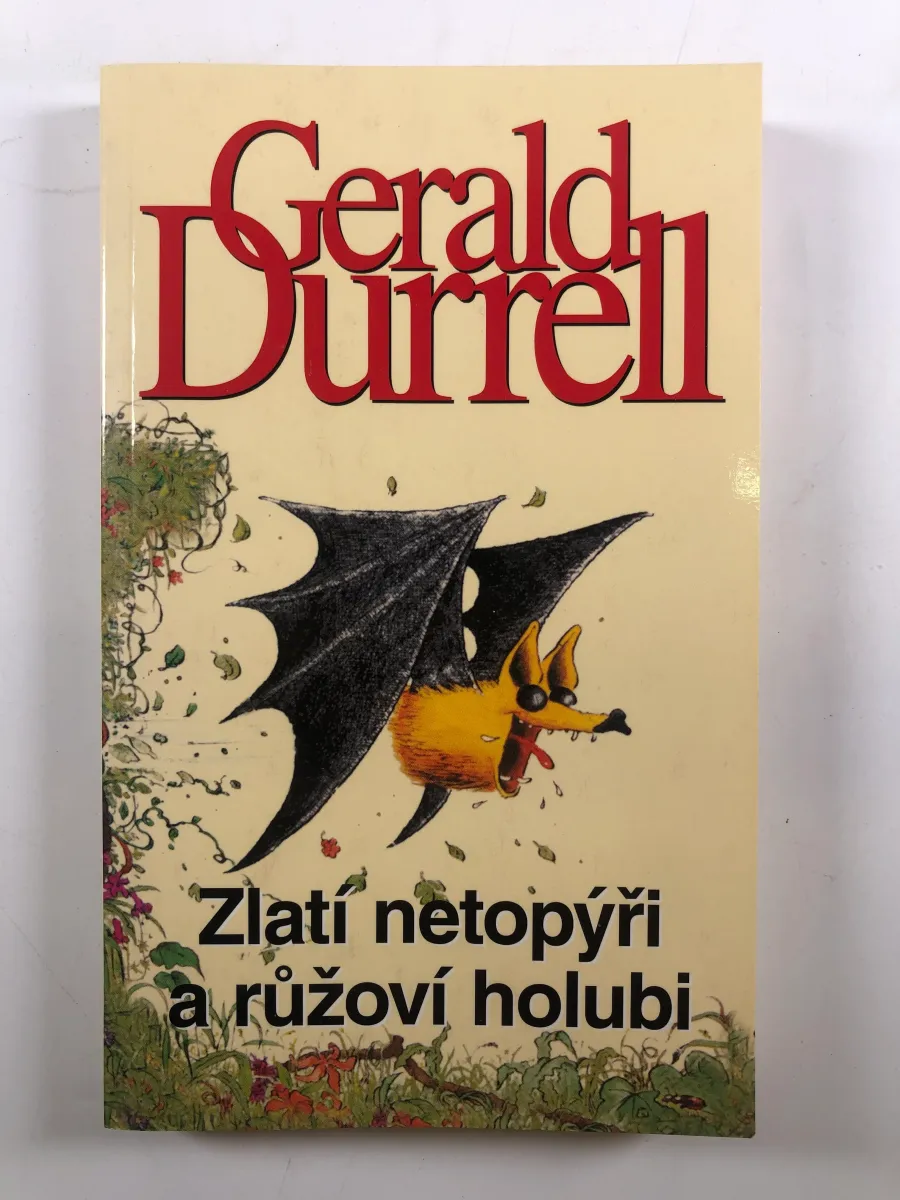 Gerald
Durrell
Zlatí netopýři
a růžoví holubi